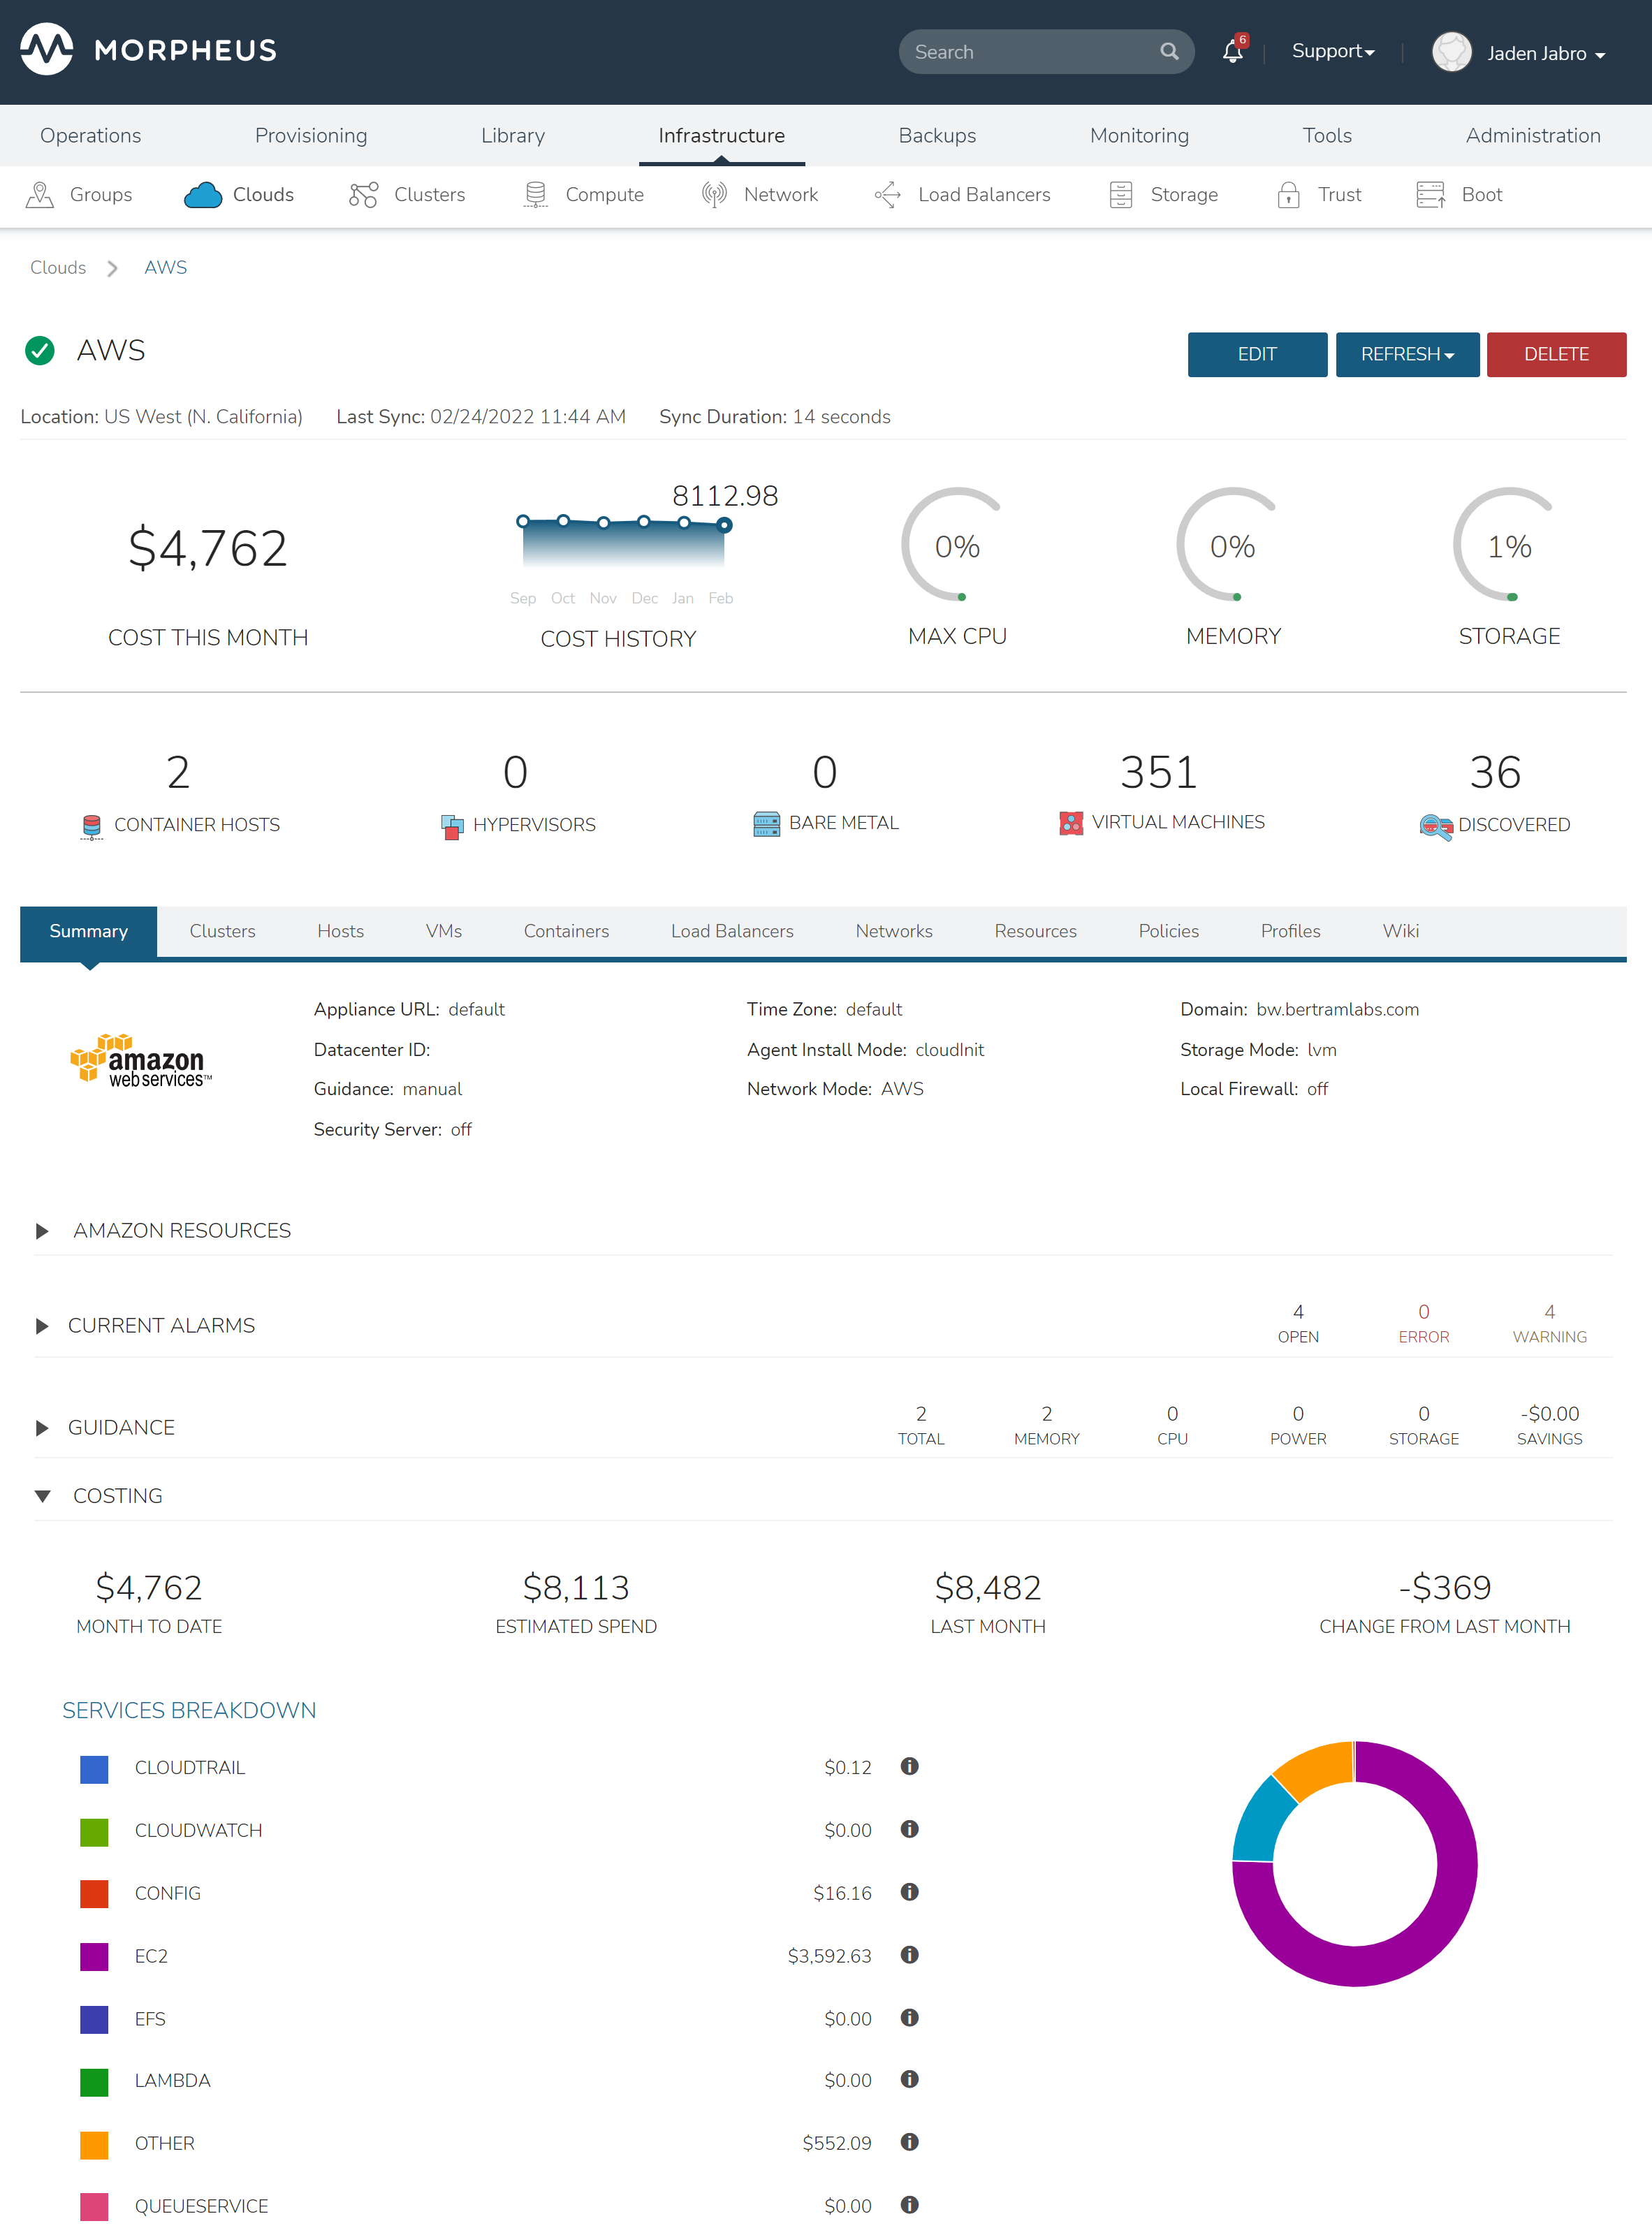 MORPHEUS
Search
6
Support
Jaden Jabro
Operations Provisioning Library Infrastructure Backups Monitoring Tools Administration
Groups Clouds Clusters Compute Network Load Balancers Storage Trust Boot
Clouds AWS
AWS
EDIT REFRESH DELETE
Location: US West (N. California) Last Sync: 02/24/2022 11:44 AM Sync Duration: 14 seconds
8112.98
$4,762
0% 0% 1%
Sep Oct Nov Dec Jan Feb
COST THIS MONTH COST HISTORY MAX CPU MEMORY STORAGE
2 0 0 351 36
CONTAINER HOSTS HYPERVISORS BARE METAL VIRTUAL MACHINES DISCOVERED
Summary Clusters Hosts VMs Containers Load Balancers Networks Resources Policies Profiles Wiki
amazon
web services™
Appliance URL: default Time Zone: default Domain: bw.bertramlabs.com
Datacenter ID: Agent Install Mode: cloudInit Storage Mode: lvm
Guidance: manual Network Mode: AWS Local Firewall: off
Security Server: off
AMAZON RESOURCES
CURRENT ALARMS
4 0 4
OPEN ERROR WARNING
GUIDANCE
2 2 0 0 0 -$0.00
TOTAL MEMORY CPU POWER STORAGE SAVINGS
COSTING
$4,762 $8,113 $8,482 -$369
MONTH TO DATE ESTIMATED SPEND LAST MONTH CHANGE FROM LAST MONTH
SERVICES BREAKDOWN
CLOUDTRAIL $0.12
CLOUDWATCH $0.00
CONFIG $16.16
EC2 $3,592.63
EFS $0.00
LAMBDA $0.00
OTHER $552.09
QUEUESERVICE $0.00